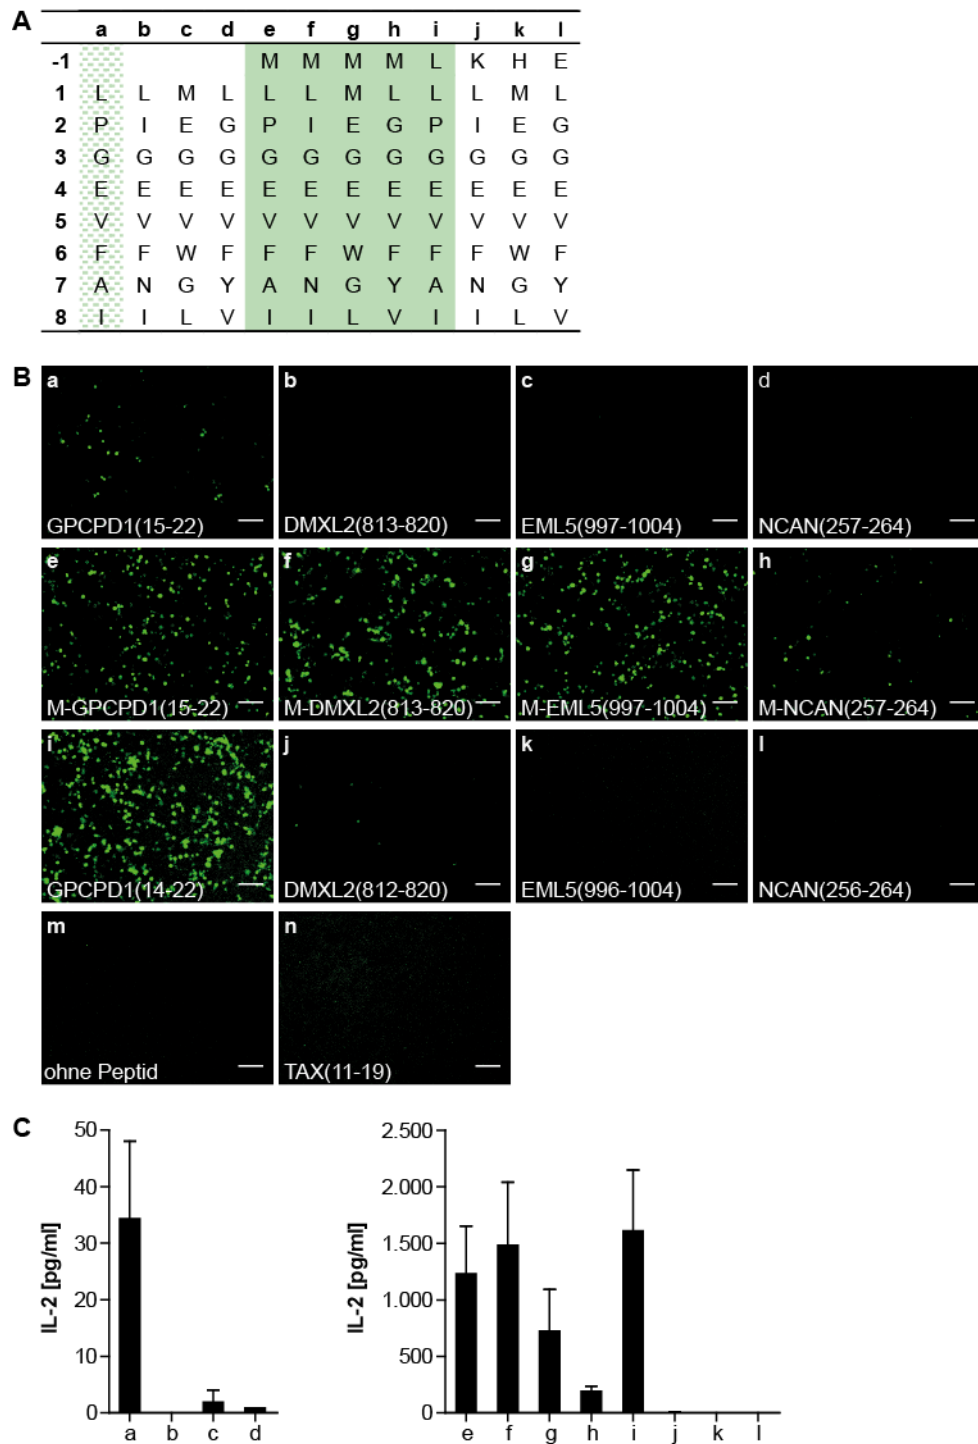 A
a b c d e f g h i j k l
-1 M M M M L K H E
1 L L M L L L M L L L M L
2 P I E G P I E G P I E G
3 G G G G G G G G G G G G
4 E E E E E E E E E E E E
5 V V V V V V V V V V V V
6 F F W F F F W F F F W F
7 A N G Y A N G Y A N G Y
8 I I L V I I L V I I L V
B
a b c d
GPCPD1(15-22) DMXL2(813-820) EML5(997-1004) NCAN(257-264)
e f g h
M-GPCPD1(15-22) M-DMXL2(813-820) M-EML5(997-1004) M-NCAN(257-264)
i j k l
GPCPD1(14-22) DMXL2(812-820) EML5(996-1004) NCAN(256-264)
m n
ohne Peptid TAX(11-19)
C
IL-2 [pg/ml]
50
40
30
20
10
0
a b c d
IL-2 [pg/ml]
2.500
2.000
1.500
1.000
500
0
e f g h i j k l